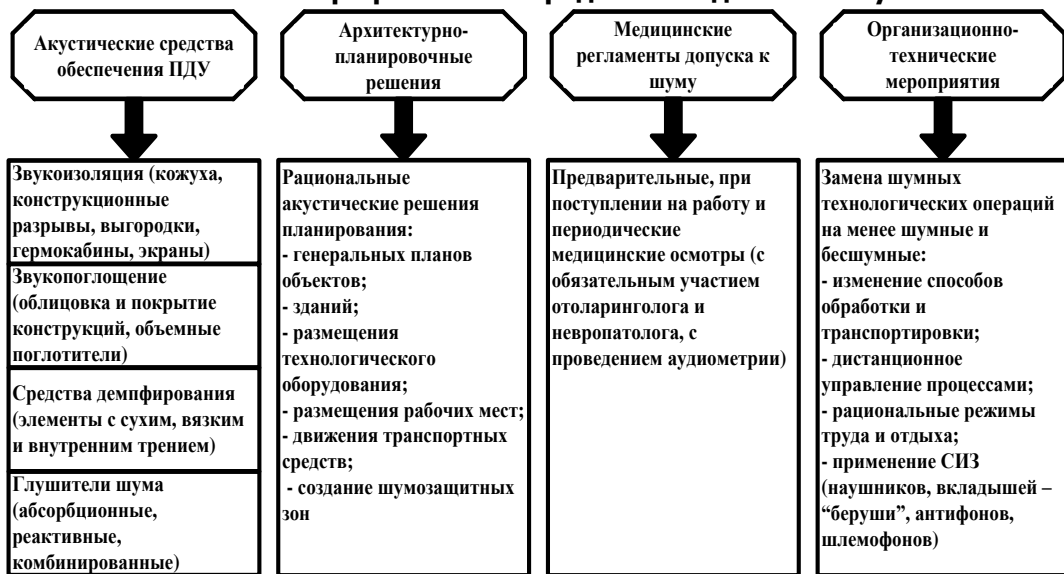 Акустические средства
обеспечения ПДУ
Архитектурно-
планировочные
решения
Медицинские
регламенты допуска к
шуму
Организационно-
технические
мероприятия
Звукоизоляция (кожуха,
конструкционные
разрывы, выгородки,
гермокабины, экраны)
Звукопоглощение
(облицовка и покрытие
конструкций, объемные
поглотители)
Средства демпфирования
(элементы с сухим, вязким
и внутренним трением)
Глушители шума
(абсорбционные,
реактивные,
комбинированные)
Рациональные
акустические решения
планирования:
- генеральных планов
объектов;
- зданий;
- размещения
технологического
оборудования;
- размещения рабочих мест;
- движения транспортных
средств;
- создание шумозащитных
зон
Предварительные, при
поступлении на работу и
периодические
медицинские осмотры (с
обязательным участием
отоларинголога и
невропатолога, с
проведением аудиометрии)
Замена шумных
технологических операций
на менее шумные и
бесшумные:
- изменение способов
обработки и
транспортировки;
- дистанционное
управление процессами;
- рациональные режимы
труда и отдыха;
- применение СИЗ
(наушников, вкладышей –
“беруши”, антифонов,
шлемофонов)